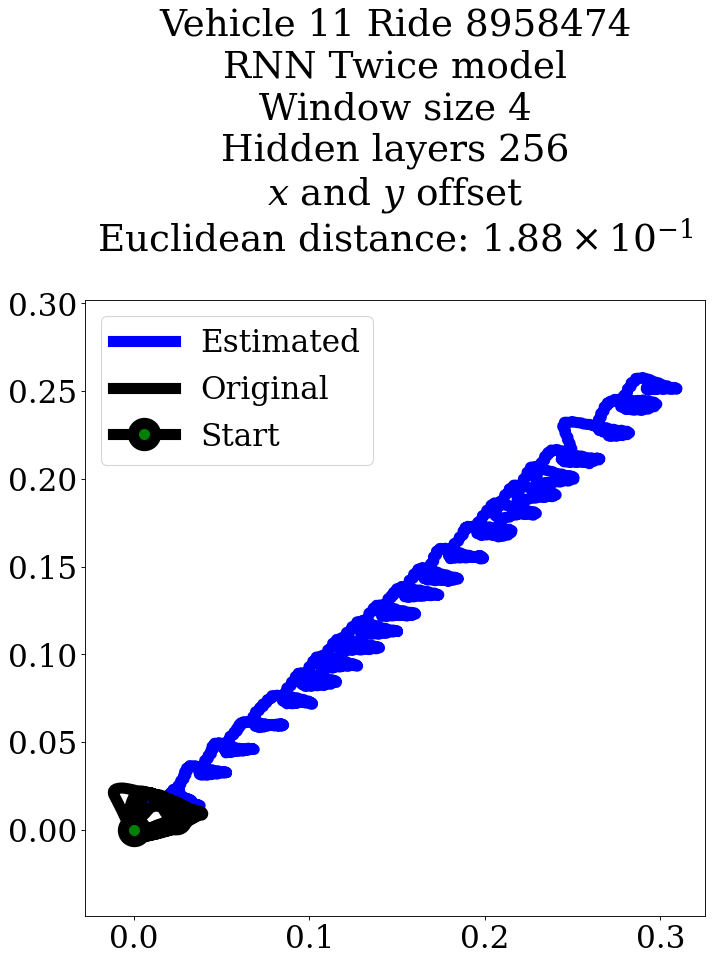 Vehicle 11 Ride 8958474
RNN Twice model
Window size 4
Hidden layers 256
x and y offset
Euclidean distance: 1.88 × 10⁻¹
0.30
0.25
0.20
0.15
0.10
0.05
0.00
Estimated
Original
Start
0.0 0.1 0.2 0.3